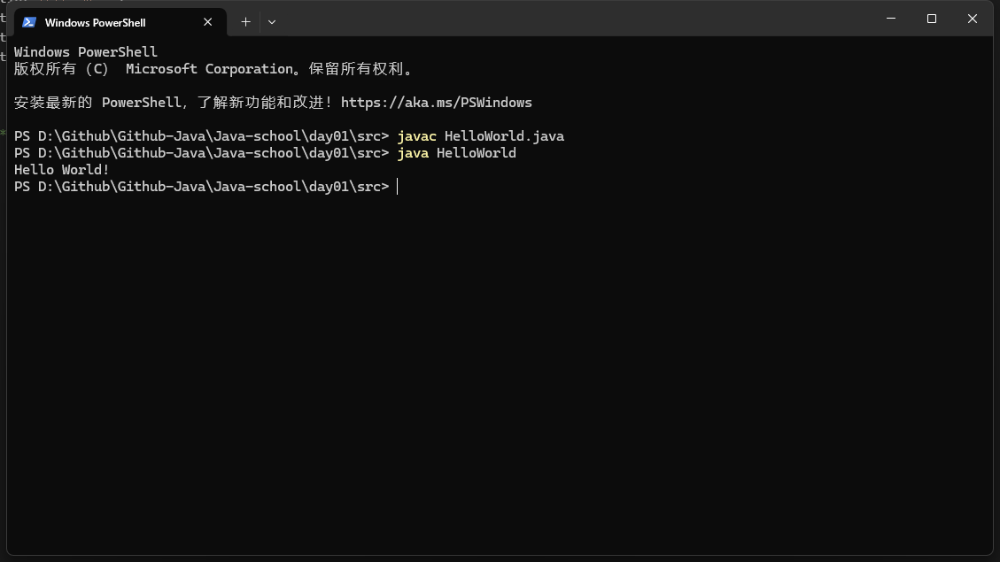 Windows PowerShell
Windows PowerShell
版权所有（C） Microsoft Corporation。保留所有权利。
安装最新的 PowerShell，了解新功能和改进！https://aka.ms/PSWindows
PS D:\Github\Github-Java\Java-school\day01\src> javac HelloWorld.java
PS D:\Github\Github-Java\Java-school\day01\src> java HelloWorld
Hello World!
PS D:\Github\Github-Java\Java-school\day01\src>